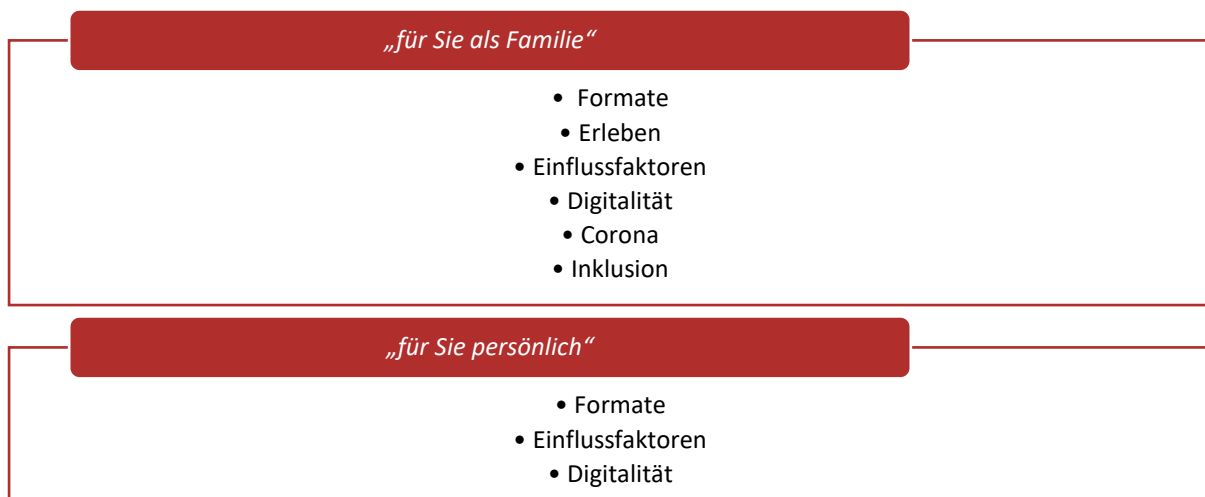 „für Sie als Familie“
• Formate
• Erleben
• Einflussfaktoren
• Digitalität
• Corona
• Inklusion
„für Sie persönlich“
• Formate
• Einflussfaktoren
• Digitalität